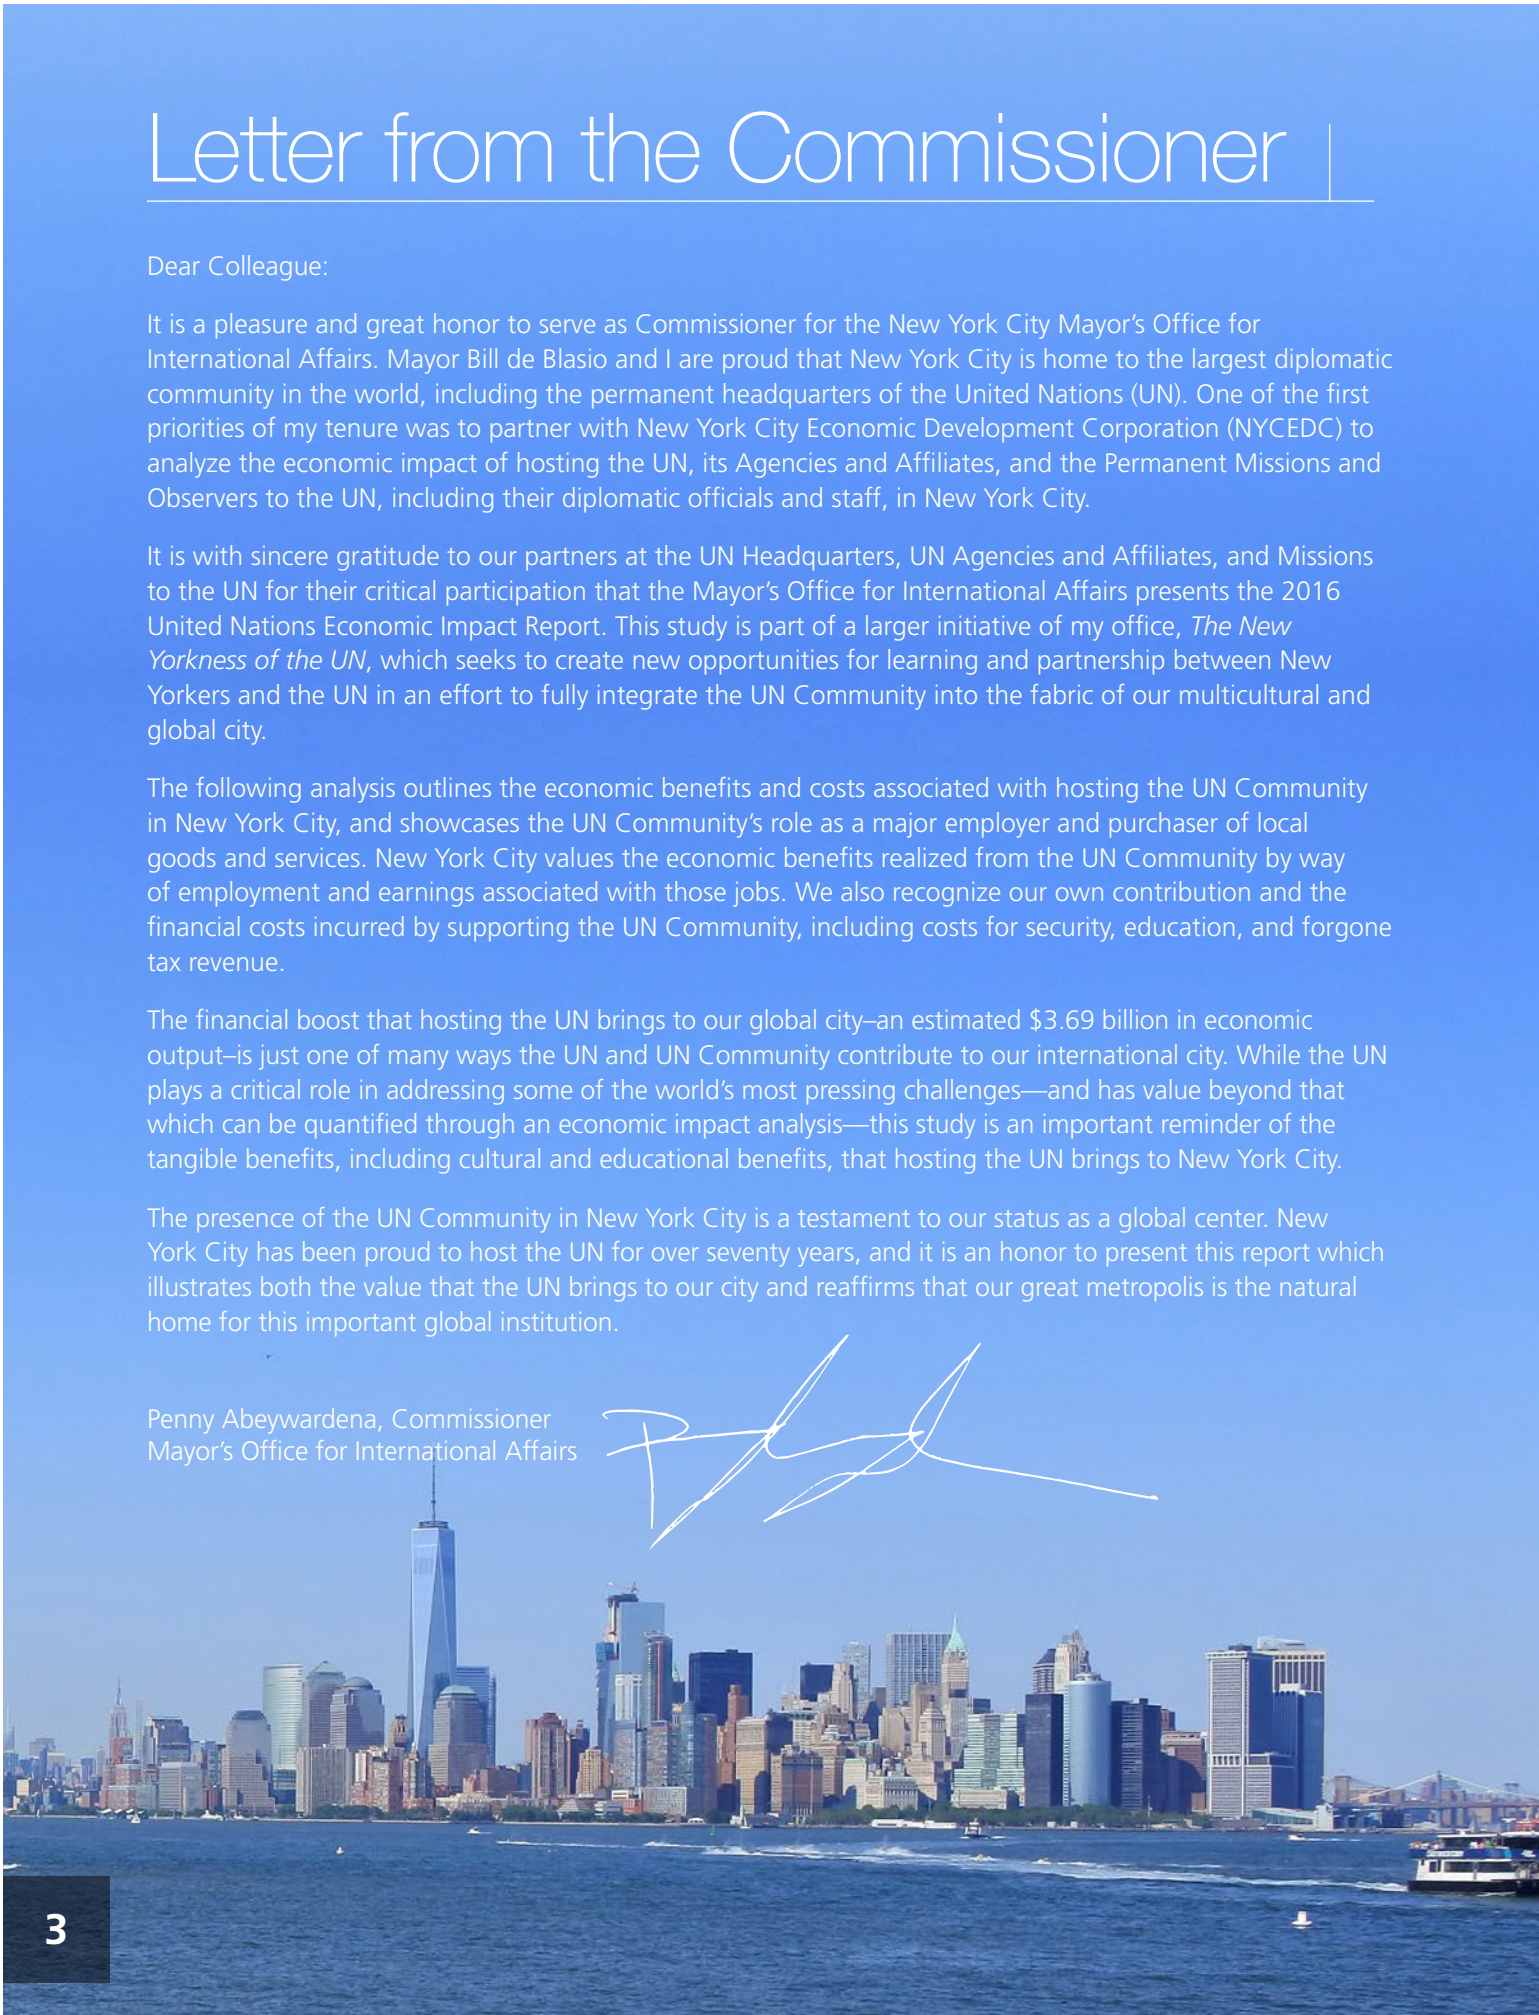 Letter from the Commissioner
Dear Colleague:
It is a pleasure and great honor to serve as Commissioner for the New York City Mayor’s Office for
International Affairs. Mayor Bill de Blasio and I are proud that New York City is home to the largest diplomatic
community in the world, including the permanent headquarters of the United Nations (UN). One of the first
priorities of my tenure was to partner with New York City Economic Development Corporation (NYCEDC) to
analyze the economic impact of hosting the UN, its Agencies and Affiliates, and the Permanent Missions and
Observers to the UN, including their diplomatic officials and staff, in New York City.
It is with sincere gratitude to our partners at the UN Headquarters, UN Agencies and Affiliates, and Missions
to the UN for their critical participation that the Mayor’s Office for International Affairs presents the 2016
United Nations Economic Impact Report. This study is part of a larger initiative of my office, The New
Yorkness of the UN, which seeks to create new opportunities for learning and partnership between New
Yorkers and the UN in an effort to fully integrate the UN Community into the fabric of our multicultural and
global city.
The following analysis outlines the economic benefits and costs associated with hosting the UN Community
in New York City, and showcases the UN Community’s role as a major employer and purchaser of local
goods and services. New York City values the economic benefits realized from the UN Community by way
of employment and earnings associated with those jobs. We also recognize our own contribution and the
financial costs incurred by supporting the UN Community, including costs for security, education, and forgone
tax revenue.
The financial boost that hosting the UN brings to our global city–an estimated $3.69 billion in economic
output–is just one of many ways the UN and UN Community contribute to our international city. While the UN
plays a critical role in addressing some of the world’s most pressing challenges—and has value beyond that
which can be quantified through an economic impact analysis—this study is an important reminder of the
tangible benefits, including cultural and educational benefits, that hosting the UN brings to New York City.
The presence of the UN Community in New York City is a testament to our status as a global center. New
York City has been proud to host the UN for over seventy years, and it is an honor to present this report which
illustrates both the value that the UN brings to our city and reaffirms that our great metropolis is the natural
home for this important global institution.
Penny Abeywardena, Commissioner
Mayor’s Office for International Affairs
3